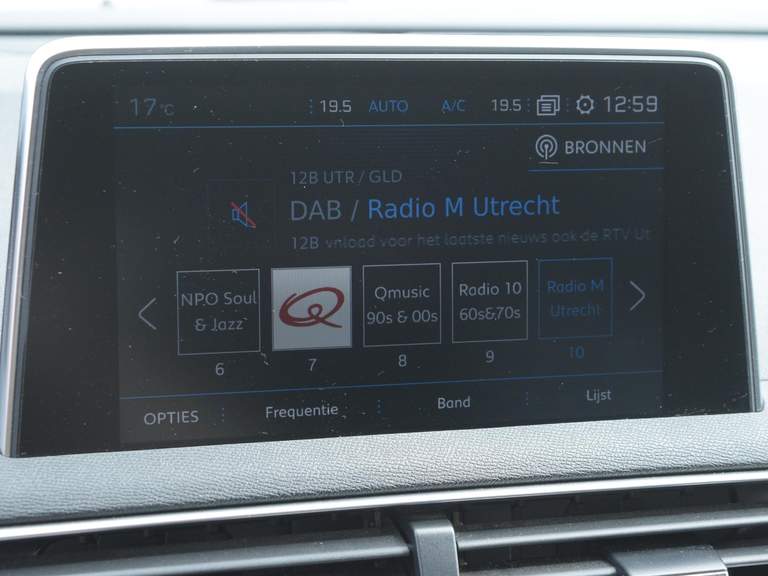 17°C 19.5 AUTO A/C 19.5 12:59
BRONNEN
12B UTR / GLD
DAB / Radio M Utrecht
12B vnload voor het laatste nieuws ook de RTV Ut
NPO Soul
& Jazz
6
Q
7
Qmusic
90s & 00s
8
Radio 10
60s&70s
9
Radio M
Utrecht
10
OPTIES Frequentie Band Lijst